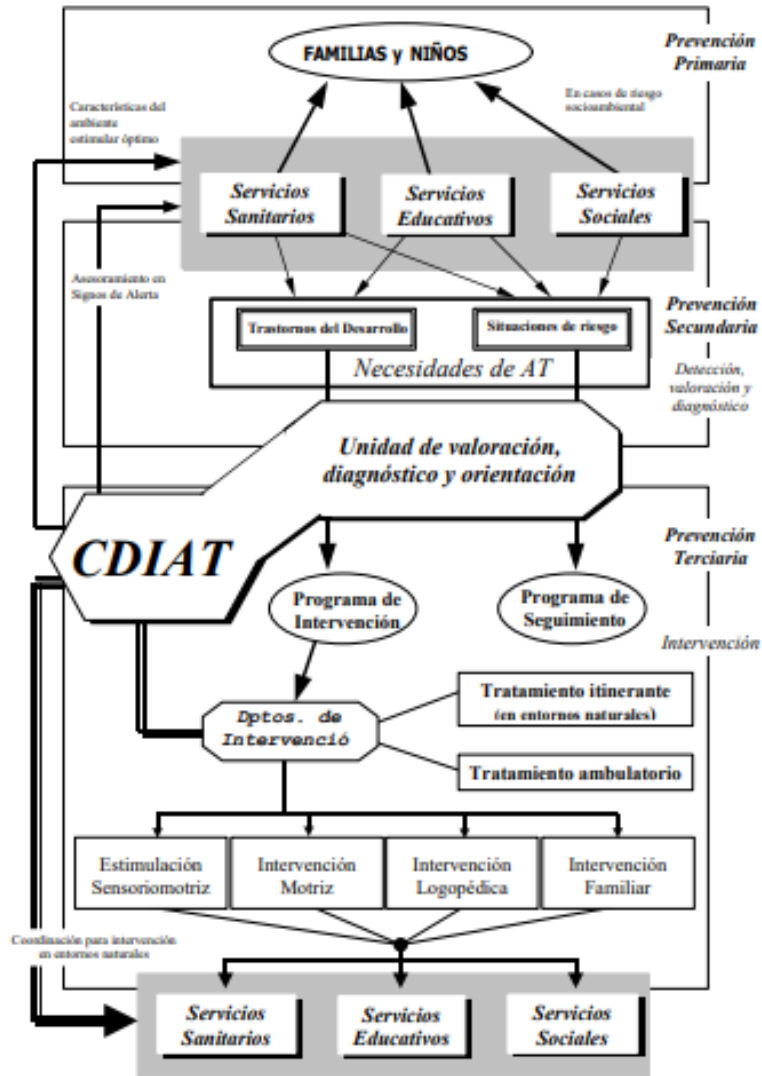 FAMILIAS y NIÑOS
Prevención
Primaria
Características del
ambiente
estimular óptimo
En casos de riesgo
socioambiental
Servicios
Sanitarios
Servicios
Educativos
Servicios
Sociales
Asesoramiento en
Signos de Alerta
Trastornos del Desarrollo
Situaciones de riesgo
Necesidades de AT
Prevención
Secundaria
Detección,
valoración y
diagnóstico
Unidad de valoración,
diagnóstico y orientación
CDIAT
Prevención
Terciaria
Programa de
Intervención
Programa de
Seguimiento
Intervención
Dptos. de
Intervenció
Tratamiento itinerante
(en entornos naturales)
Tratamiento ambulatorio
Estimulación
Sensoriomotriz
Intervención
Motriz
Intervención
Logopédica
Intervención
Familiar
Coordinación para intervención
en entornos naturales
Servicios
Sanitarios
Servicios
Educativos
Servicios
Sociales